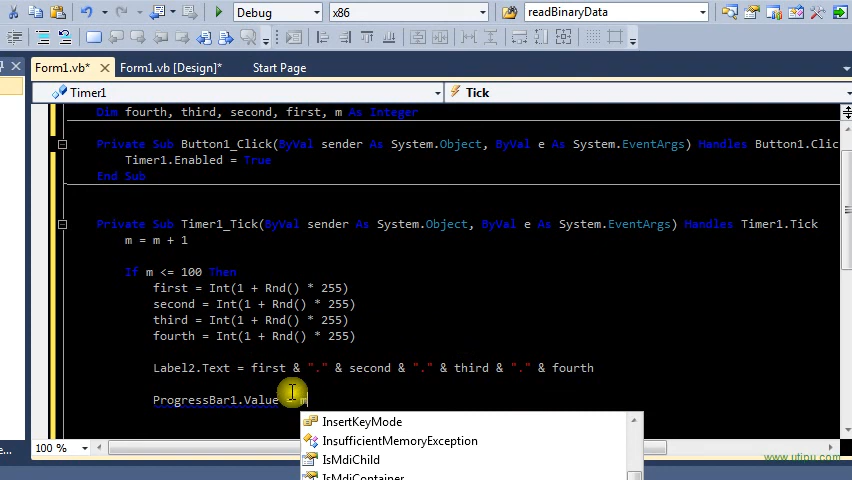 Debug x86 readBinaryData
Form1.vb* Form1.vb [Design]* Start Page
Timer1 Tick
Dim fourth, third, second, first, m As Integer
Private Sub Button1_Click(ByVal sender As System.Object, ByVal e As System.EventArgs) Handles Button1.Clic
Timer1.Enabled = True
End Sub
Private Sub Timer1_Tick(ByVal sender As System.Object, ByVal e As System.EventArgs) Handles Timer1.Tick
m = m + 1
If m <= 100 Then
first = Int(1 + Rnd() * 255)
second = Int(1 + Rnd() * 255)
third = Int(1 + Rnd() * 255)
fourth = Int(1 + Rnd() * 255)
Label2.Text = first & "." & second & "." & third & "." & fourth
ProgressBar1.Value = m
InsertKeyMode
InsufficientMemoryException
IsMdiChild
IsMdiContainer
100 %
www.utipu.com